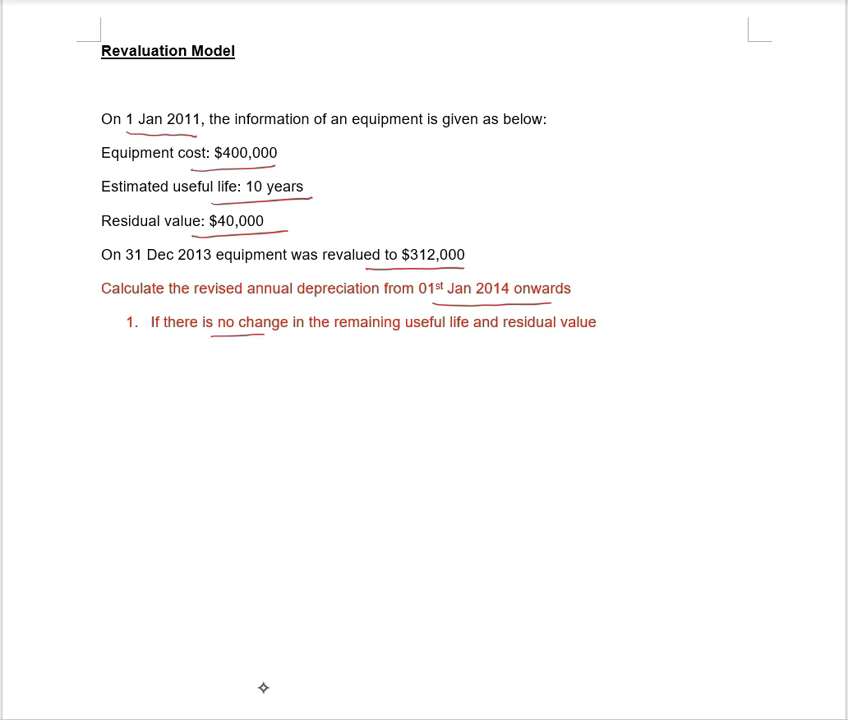 Revaluation Model
On 1 Jan 2011, the information of an equipment is given as below:
Equipment cost: $400,000
Estimated useful life: 10 years
Residual value: $40,000
On 31 Dec 2013 equipment was revalued to $312,000
Calculate the revised annual depreciation from 01st Jan 2014 onwards
1. If there is no change in the remaining useful life and residual value